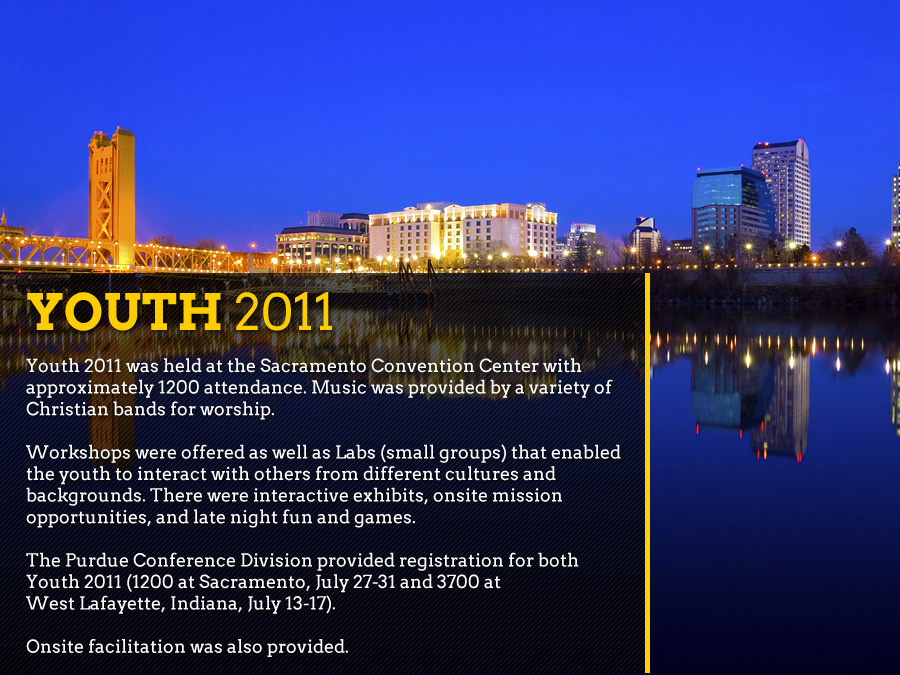 YOUTH 2011
Youth 2011 was held at the Sacramento Convention Center with
approximately 1200 attendance. Music was provided by a variety of
Christian bands for worship.
Workshops were offered as well as Labs (small groups) that enabled
the youth to interact with others from different cultures and
backgrounds. There were interactive exhibits, onsite mission
opportunities, and late night fun and games.
The Purdue Conference Division provided registration for both
Youth 2011 (1200 at Sacramento, July 27-31 and 3700 at
West Lafayette, Indiana, July 13-17).
Onsite facilitation was also provided.